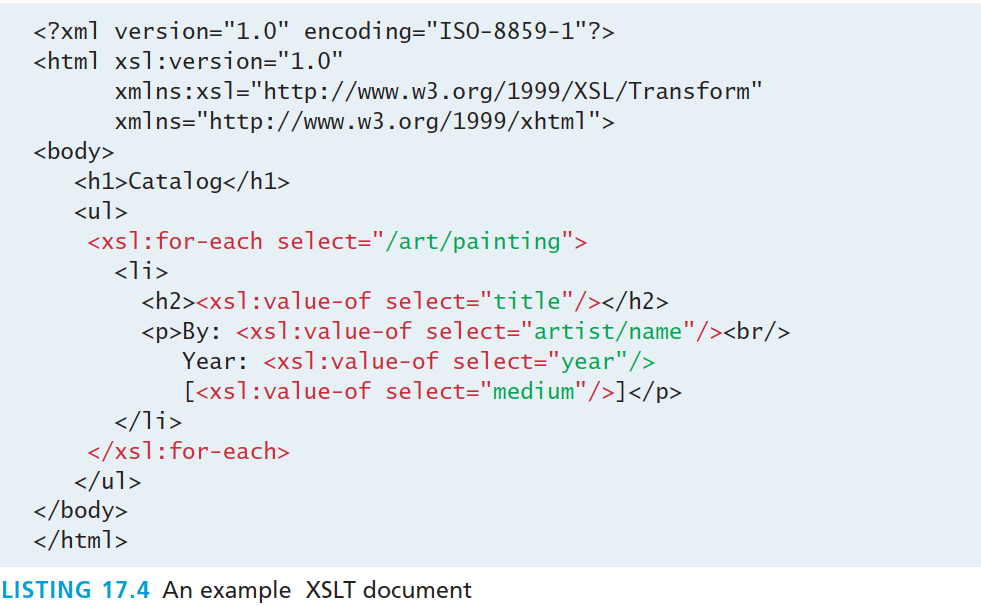 <?xml version="1.0" encoding="ISO-8859-1"?>
<html xsl:version="1.0"
      xmlns:xsl="http://www.w3.org/1999/XSL/Transform"
      xmlns="http://www.w3.org/1999/xhtml">
<body>
   <h1>Catalog</h1>
   <ul>
    <xsl:for-each select="/art/painting">
      <li>
        <h2><xsl:value-of select="title"/></h2>
        <p>By: <xsl:value-of select="artist/name"/><br/>
           Year: <xsl:value-of select="year"/>
           [<xsl:value-of select="medium"/>]</p>
      </li>
    </xsl:for-each>
   </ul>
</body>
</html>
LISTING 17.4 An example XSLT document